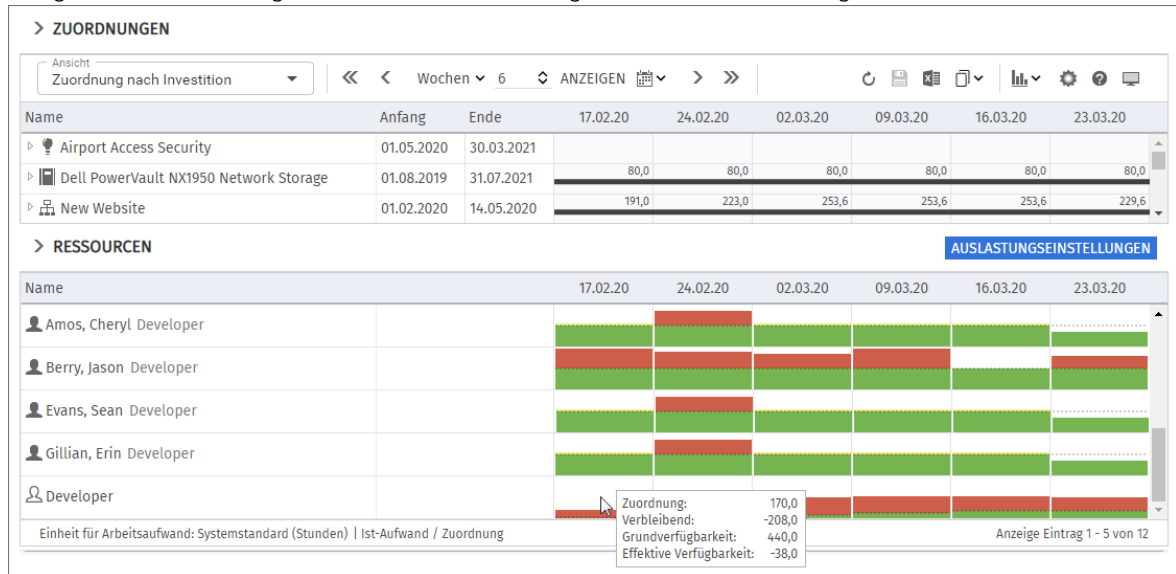 ZUORDNUNGEN
Ansicht
Zuordnung nach Investition Wochen 6 ANZEIGEN
Name Anfang Ende 17.02.20 24.02.20 02.03.20 09.03.20 16.03.20 23.03.20
Airport Access Security 01.05.2020 30.03.2021
Dell PowerVault NX1950 Network Storage 01.08.2019 31.07.2021 80,0 80,0 80,0 80,0 80,0 80,0
New Website 01.02.2020 14.05.2020 191,0 223,0 253,6 253,6 253,6 229,6
RESSOURCEN AUSLASTUNGSEINSTELLUNGEN
Name 17.02.20 24.02.20 02.03.20 09.03.20 16.03.20 23.03.20
Amos, Cheryl Developer
Berry, Jason Developer
Evans, Sean Developer
Gillian, Erin Developer
Developer
Zuordnung: 170,0
Verbleibend: -208,0
Grundverfügbarkeit: 440,0
Effektive Verfügbarkeit: -38,0
Einheit für Arbeitsaufwand: Systemstandard (Stunden) | Ist-Aufwand / Zuordnung Anzeige Eintrag 1 - 5 von 12